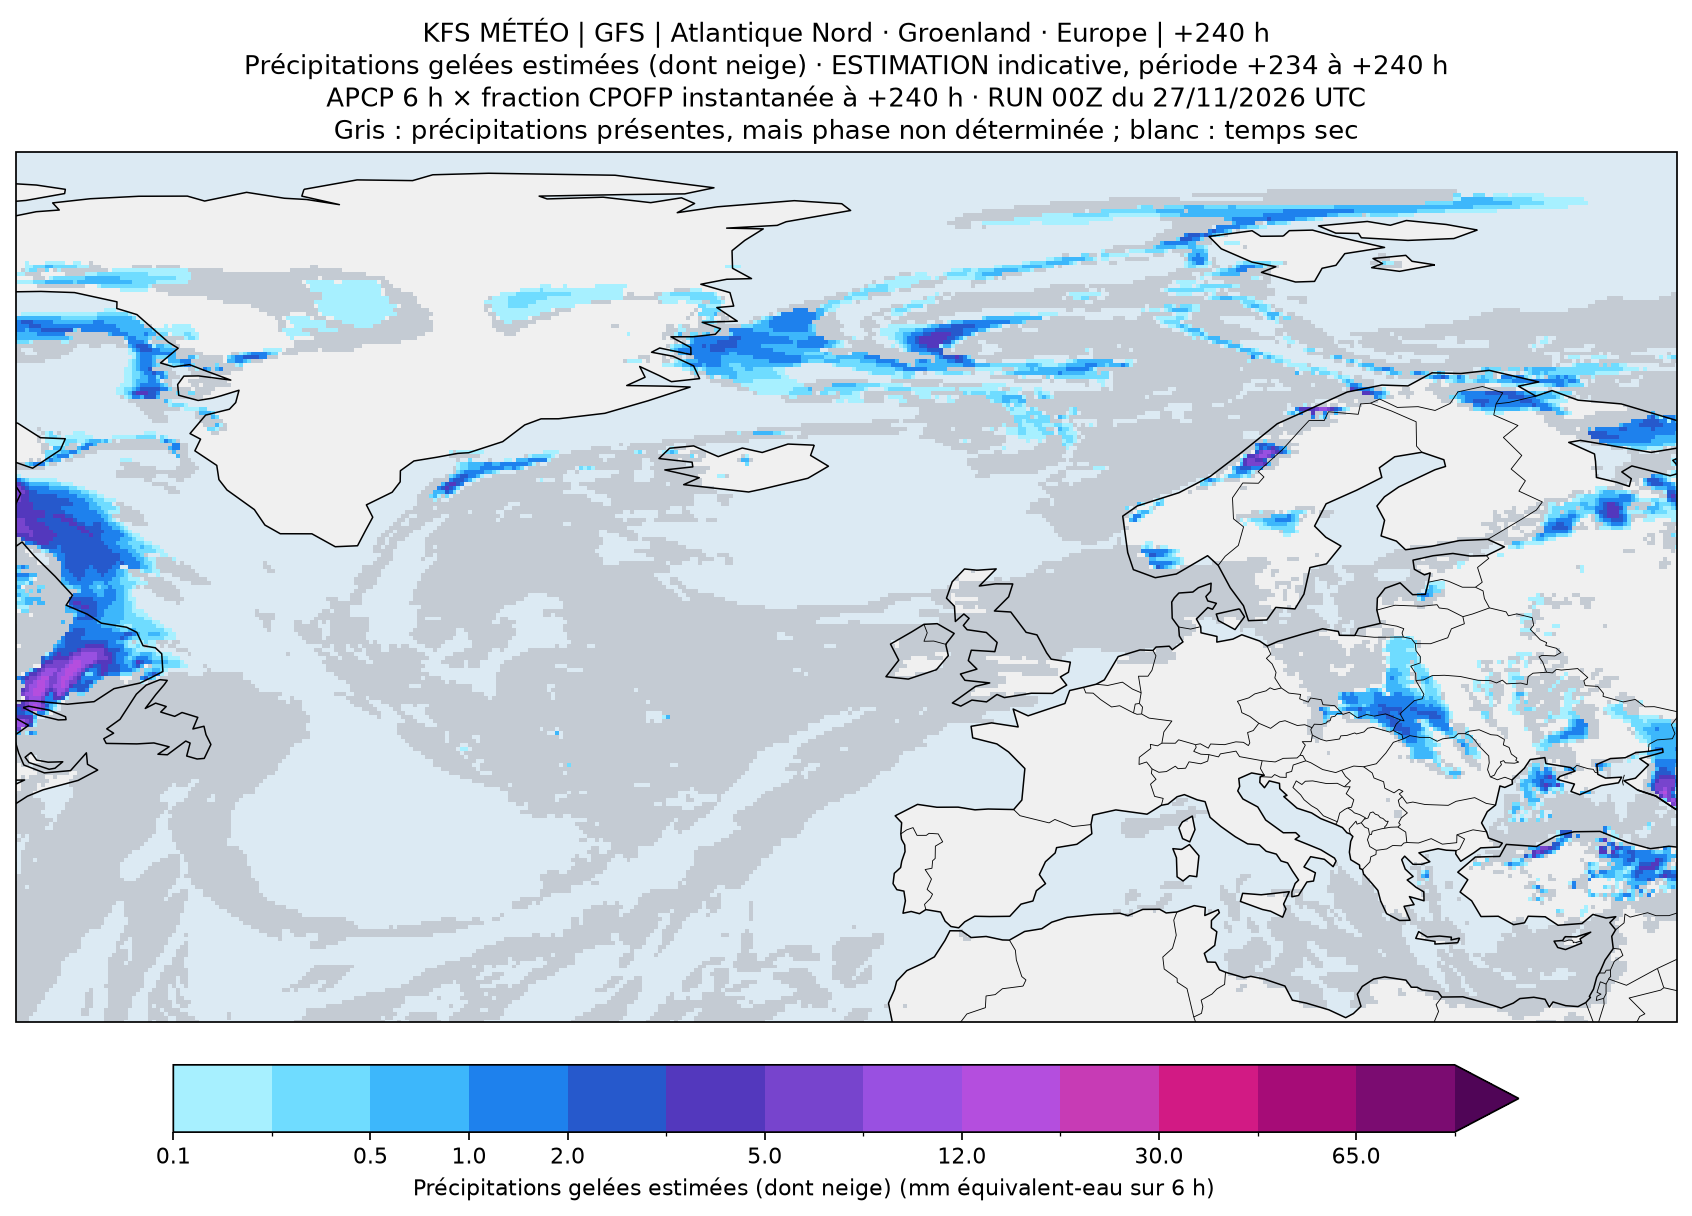 KFS MÉTÉO | GFS | Atlantique Nord · Groenland · Europe | +240 h
Précipitations gelées estimées (dont neige) · ESTIMATION indicative, période +234 à +240 h
APCP 6 h × fraction CPOFP instantanée à +240 h · RUN 00Z du 27/11/2026 UTC
Gris : précipitations présentes, mais phase non déterminée ; blanc : temps sec
0.1 0.5 1.0 2.0 5.0 12.0 30.0 65.0
Précipitations gelées estimées (dont neige) (mm équivalent-eau sur 6 h)